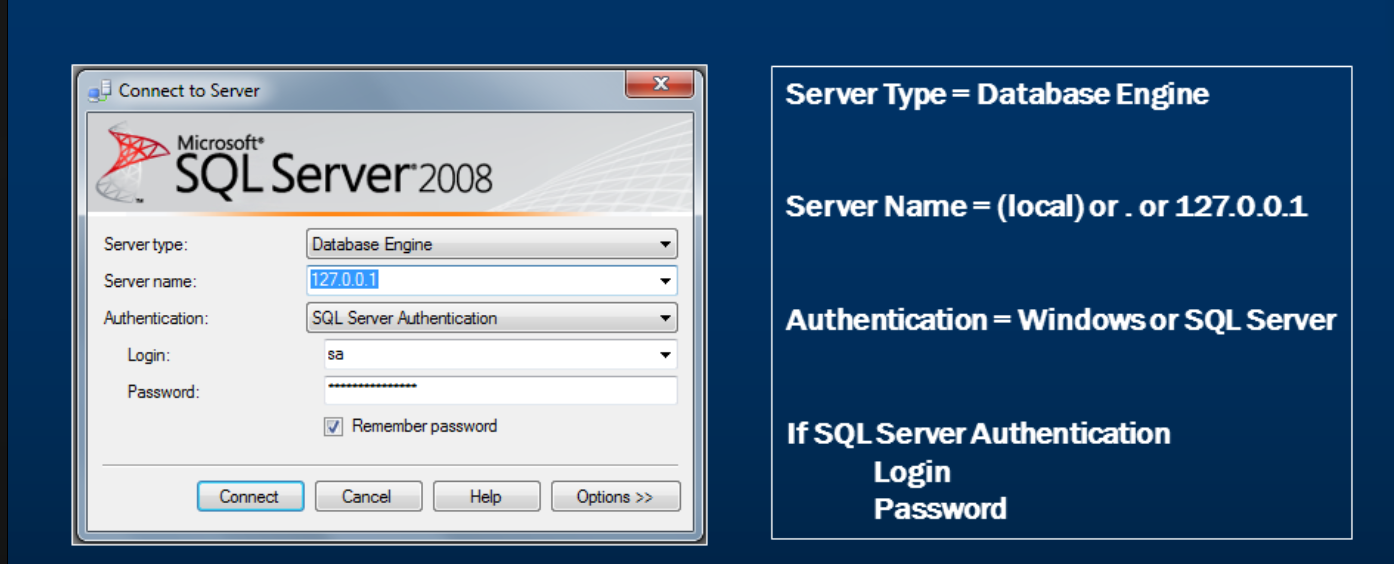 Connect to Server
Microsoft®
SQL Server® 2008
Server type:
Database Engine
Server name:
127.0.0.1
Authentication:
SQL Server Authentication
Login:
sa
Password:
***************
Remember password
Connect
Cancel
Help
Options >>
Server Type = Database Engine
Server Name = (local) or . or 127.0.0.1
Authentication = Windows or SQL Server
If SQL Server Authentication
Login
Password